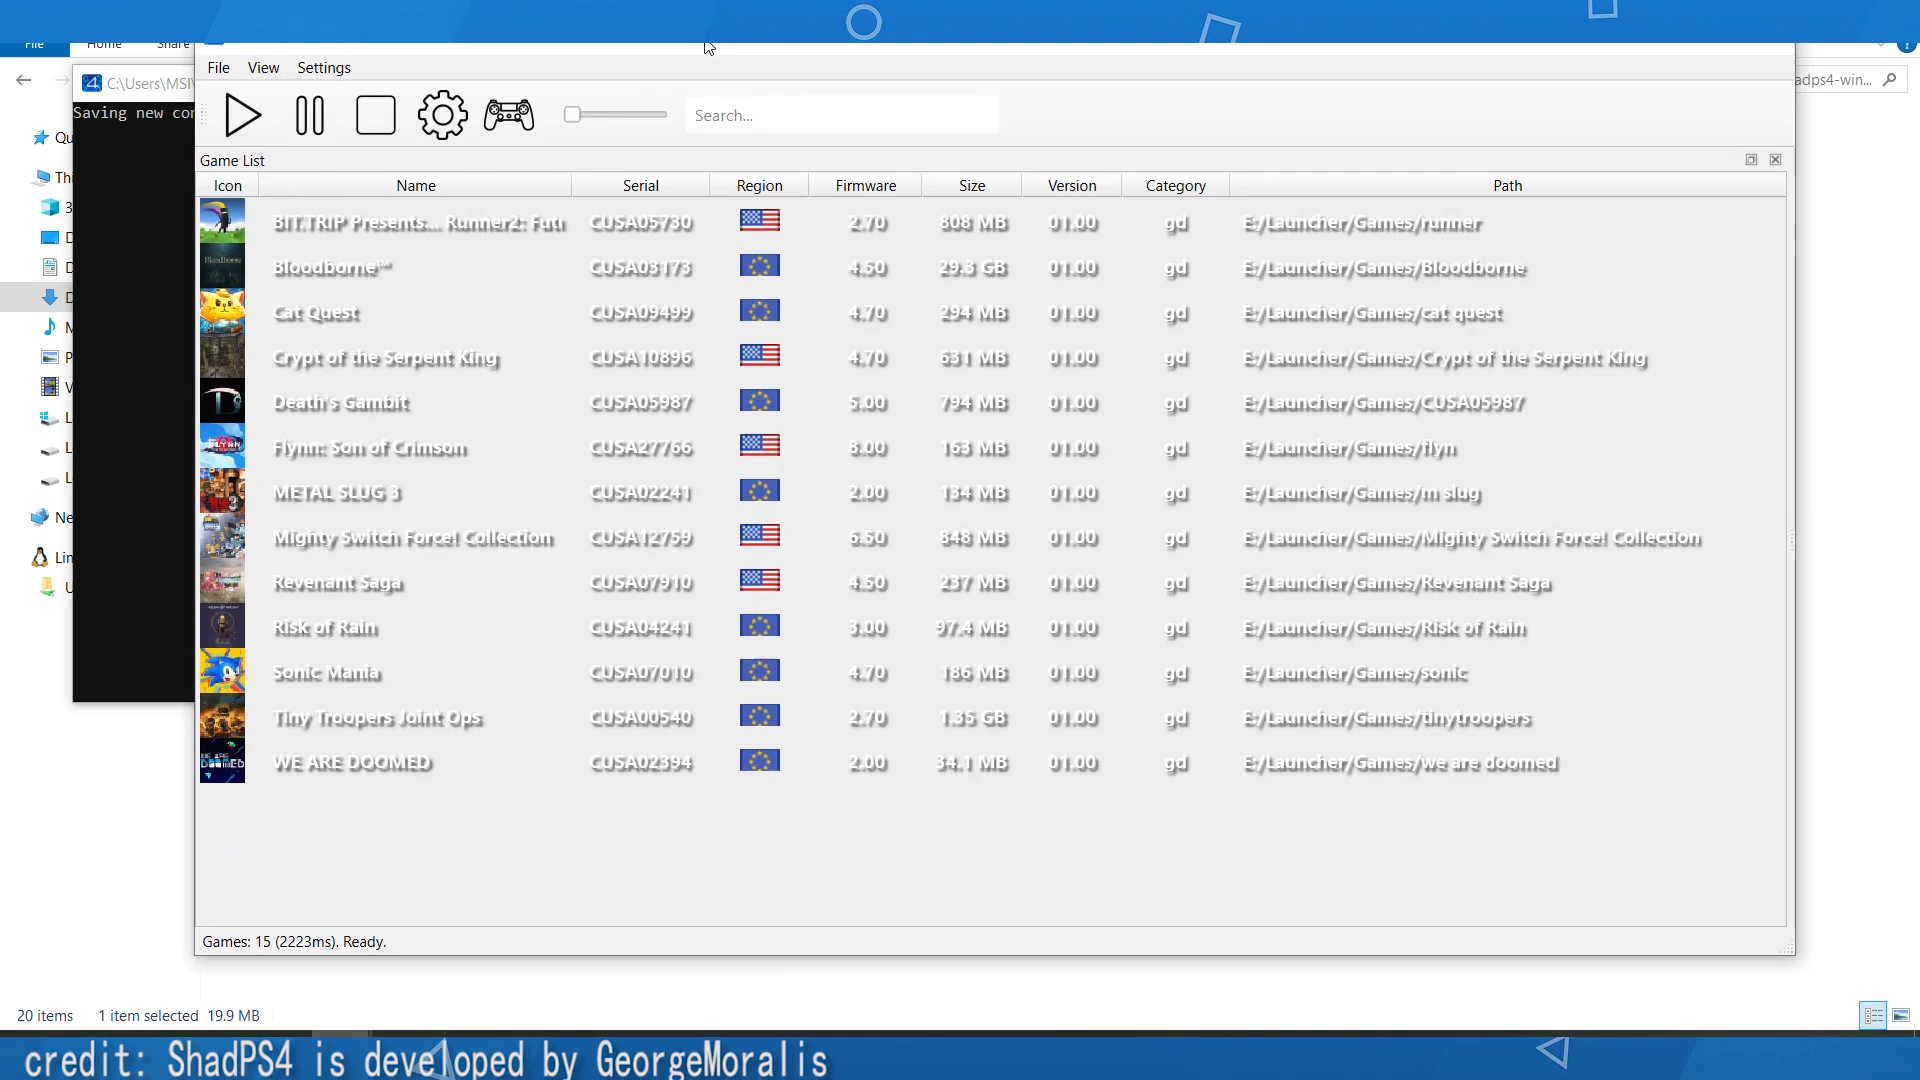 File Home Share
File View Settings
adps4-win...
C:\Users\MSI\
Saving new con
Search...
Game List
Icon Name Serial Region Firmware Size Version Category Path
BIT.TRIP Presents... Runner2: Futu CUSA05730 2.70 808 MB 01.00 gd E:/Launcher/Games/runner
Bloodborne™ CUSA03173 4.50 29.3 GB 01.00 gd E:/Launcher/Games/Bloodborne
Cat Quest CUSA09499 4.70 294 MB 01.00 gd E:/Launcher/Games/cat quest
Crypt of the Serpent King CUSA10896 4.70 631 MB 01.00 gd E:/Launcher/Games/Crypt of the Serpent King
Death's Gambit CUSA05987 5.00 794 MB 01.00 gd E:/Launcher/Games/CUSA05987
Flynn: Son of Crimson CUSA27766 8.00 163 MB 01.00 gd E:/Launcher/Games/flyn
METAL SLUG 3 CUSA02241 2.00 134 MB 01.00 gd E:/Launcher/Games/m slug
Mighty Switch Force! Collection CUSA12759 6.50 848 MB 01.00 gd E:/Launcher/Games/Mighty Switch Force! Collection
Revenant Saga CUSA07910 4.50 237 MB 01.00 gd E:/Launcher/Games/Revenant Saga
Risk of Rain CUSA04241 3.00 97.4 MB 01.00 gd E:/Launcher/Games/Risk of Rain
Sonic Mania CUSA07010 4.70 186 MB 01.00 gd E:/Launcher/Games/sonic
Tiny Troopers Joint Ops CUSA00540 2.70 1.35 GB 01.00 gd E:/Launcher/Games/tinytroopers
WE ARE DOOMED CUSA02394 2.00 34.1 MB 01.00 gd E:/Launcher/Games/we are doomed
Games: 15 (2223ms). Ready.
Qu
Thi
3
D
D
D
M
P
V
L
L
L
Ne
Lin
U
20 items 1 item selected 19.9 MB
credit: ShadPS4 is developed by GeorgeMoralis